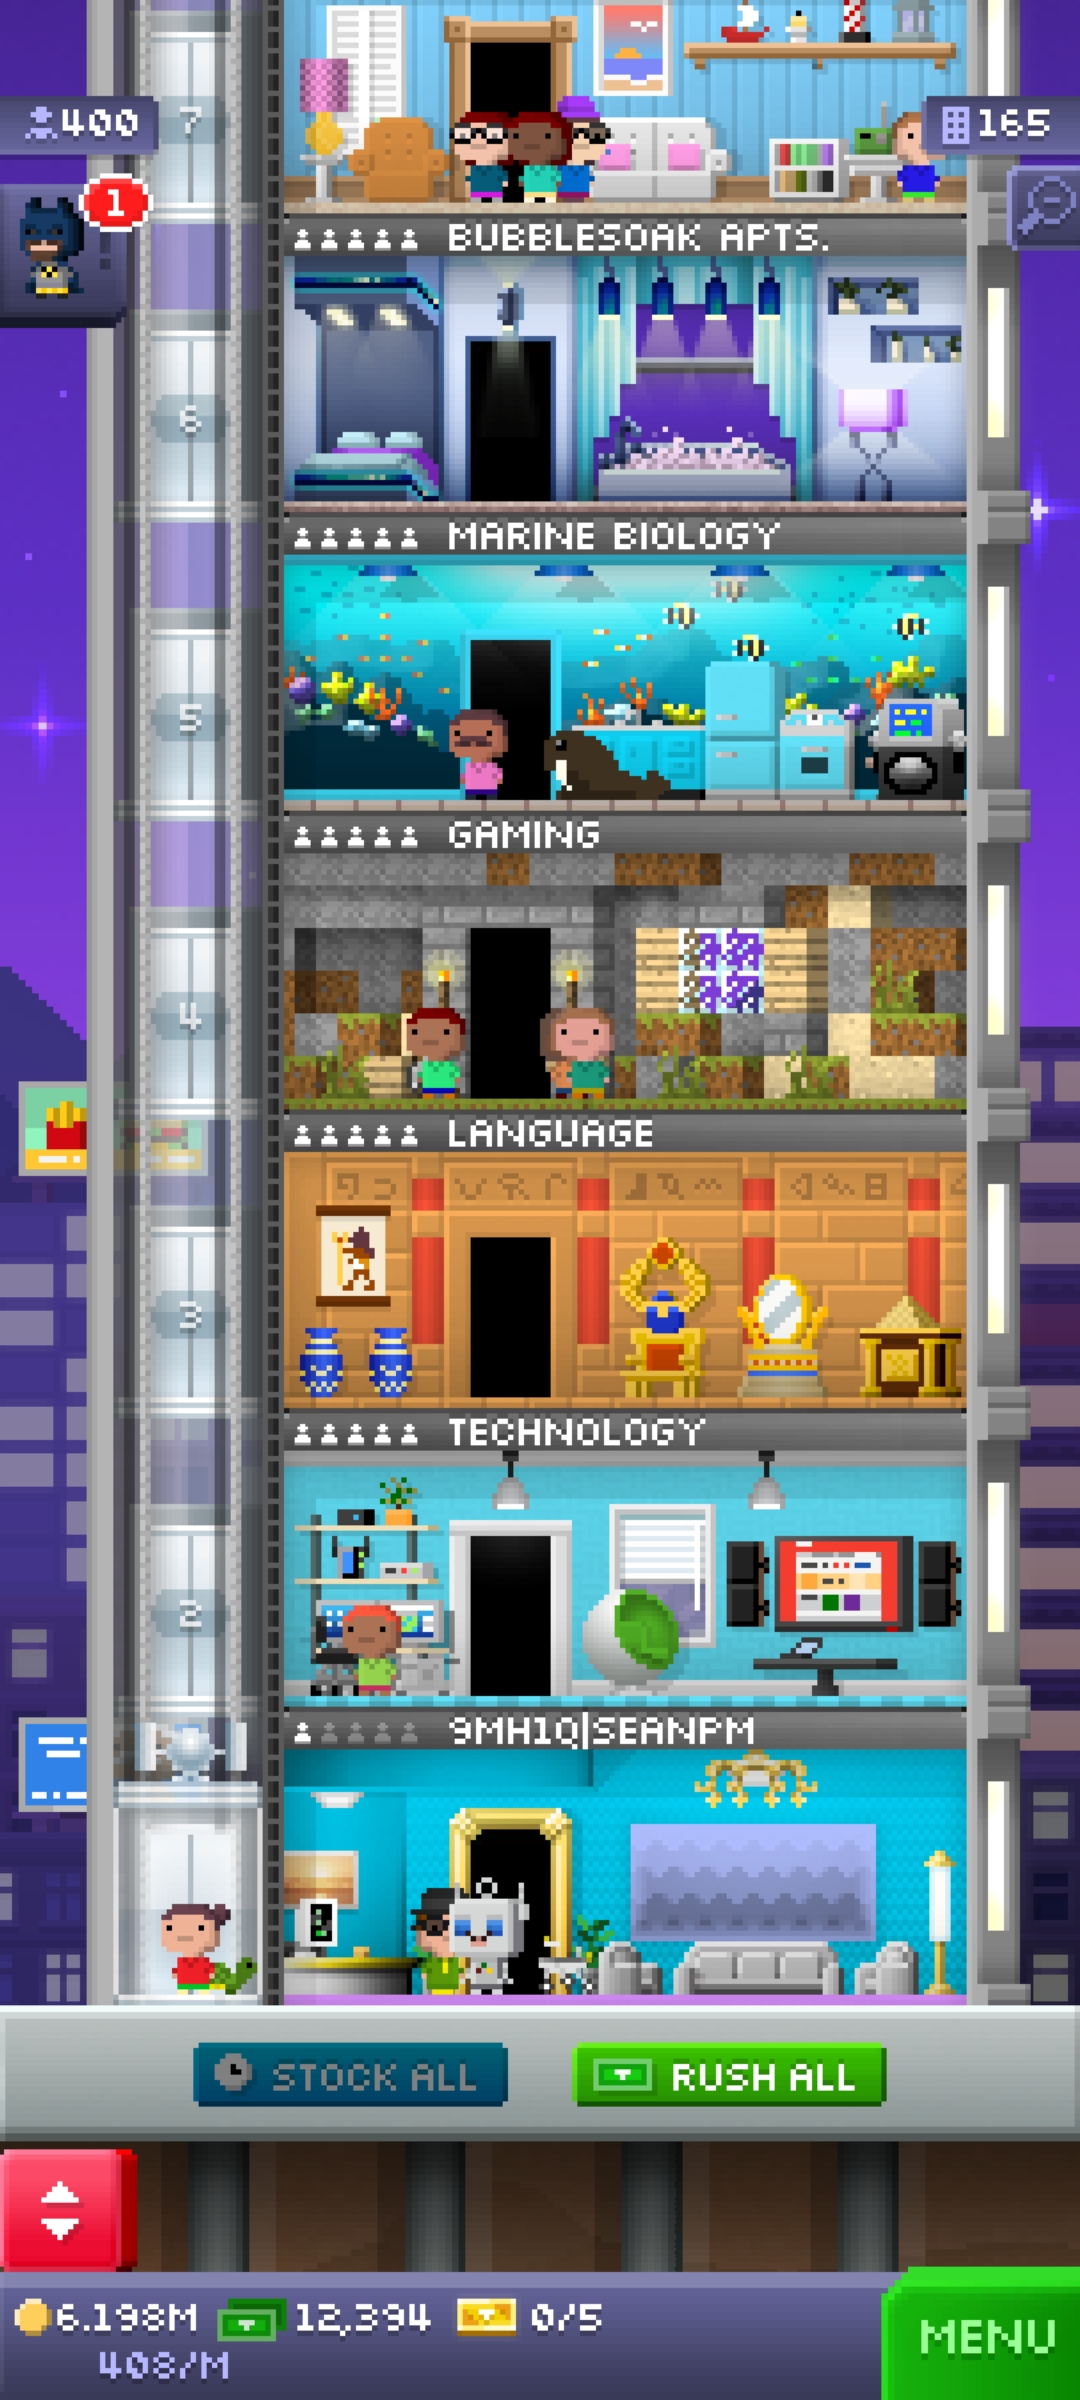 7
400
165
1
BUBBLESOAK APTS.
6
MARINE BIOLOGY
5
GAMING
4
LANGUAGE
3
TECHNOLOGY
2
9MH1Q|SEANPM
STOCK ALL
RUSH ALL
6.198M
12,394
0/5
408/M
MENU